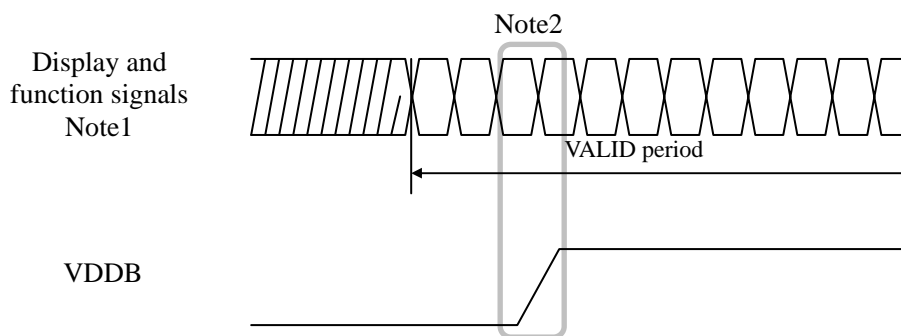 Note2
Display and
function signals
Note1
VALID period
VDDB